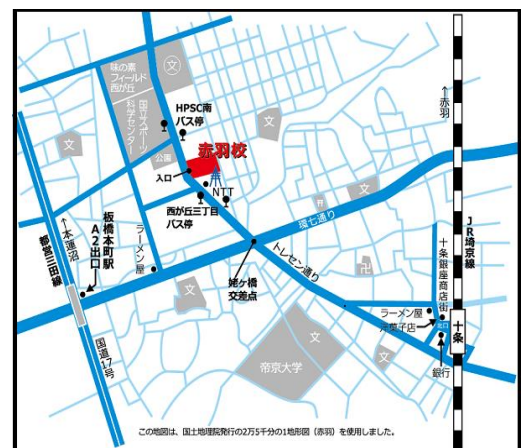 味の素
フィールド
西が丘
文
国立スポーツ
科学センター
HPSC南
バス停
文
文
公園
赤羽校
入口
NTT
西が丘三丁目
バス停
↑赤羽
文
環七通り
JR埼京線
↑本蓮沼
板橋本町駅
A2出口
都営三田線
ラーメン屋
姥ヶ橋
交差点
トレセン通り
卍
十条銀座商店街
文
国道17号
文
帝京大学
文
ラーメン屋
洋菓子店
北口
十条
銀行
この地図は、国土地理院発行の2万5千分の1地形図(赤羽)を使用しました。